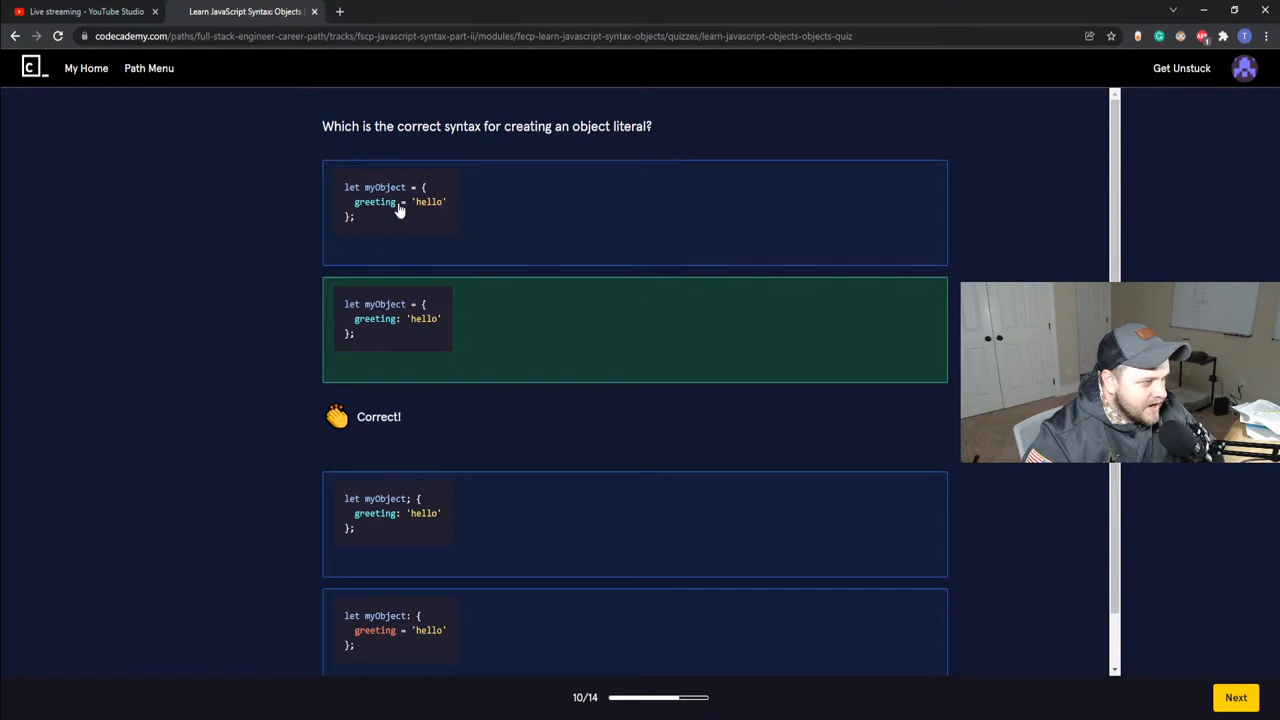 Live streaming - YouTube Studio
Learn JavaScript Syntax: Objects |
codecademy.com/paths/full-stack-engineer-career-path/tracks/fscp-javascript-syntax-part-ii/modules/fecp-learn-javascript-syntax-objects/quizzes/learn-javascript-objects-objects-quiz
T
C_
My Home
Path Menu
Get Unstuck
Which is the correct syntax for creating an object literal?
let myObject = {
greeting = 'hello'
};
let myObject = {
greeting: 'hello'
};
Correct!
let myObject; {
greeting: 'hello'
};
let myObject: {
greeting = 'hello'
};
10/14
Next